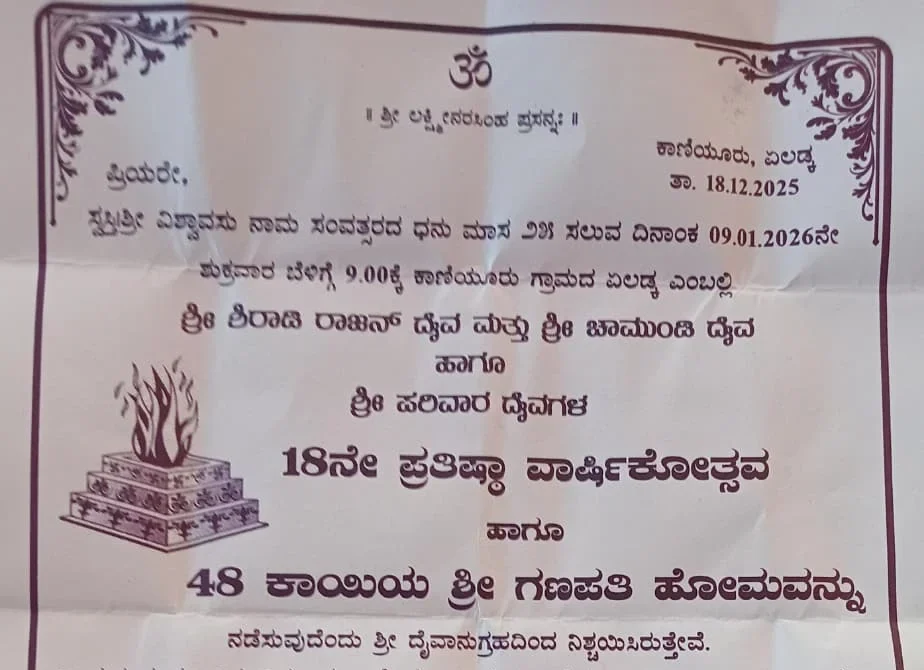 ॐ
॥ ಶ್ರೀ ಲಕ್ಷ್ಮೀನರಸಿಂಹ ಪ್ರಸನ್ನಃ ॥
ಕಾಣಿಯೂರು, ಏಲಡ್ಕ
ತಾ. 18.12.2025
ಪ್ರಿಯರೇ,
ಸ್ವಸ್ತಿಶ್ರೀ ವಿಶ್ವಾವಸು ನಾಮ ಸಂವತ್ಸರದ ಧನು ಮಾಸ ೨೫ ಸಲುವ ದಿನಾಂಕ 09.01.2026ನೇ
ಶುಕ್ರವಾರ ಬೆಳಿಗ್ಗೆ 9.00ಕ್ಕೆ ಕಾಣಿಯೂರು ಗ್ರಾಮದ ಏಲಡ್ಕ ಎಂಬಲ್ಲಿ
ಶ್ರೀ ಶಿರಾಡಿ ರಾಜನ್ ದೈವ ಮತ್ತು ಶ್ರೀ ಚಾಮುಂಡಿ ದೈವ
ಹಾಗೂ
ಶ್ರೀ ಪರಿವಾರ ದೈವಗಳ
18ನೇ ಪ್ರತಿಷ್ಠಾ ವಾರ್ಷಿಕೋತ್ಸವ
ಹಾಗೂ
48 ಕಾಯಿಯ ಶ್ರೀ ಗಣಪತಿ ಹೋಮವನ್ನು
ನಡೆಸುವುದೆಂದು ಶ್ರೀ ದೈವಾನುಗ್ರಹದಿಂದ ನಿಶ್ಚಯಿಸಿರುತ್ತೇವೆ.